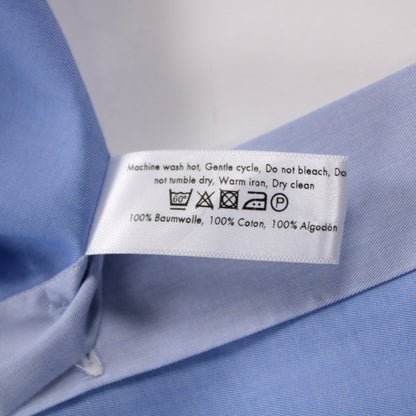 Machine wash hot, Gentle cycle, Do not bleach, Do
not tumble dry, Warm iron, Dry clean
60° P
100% Baumwolle, 100% Coton, 100% Algodón